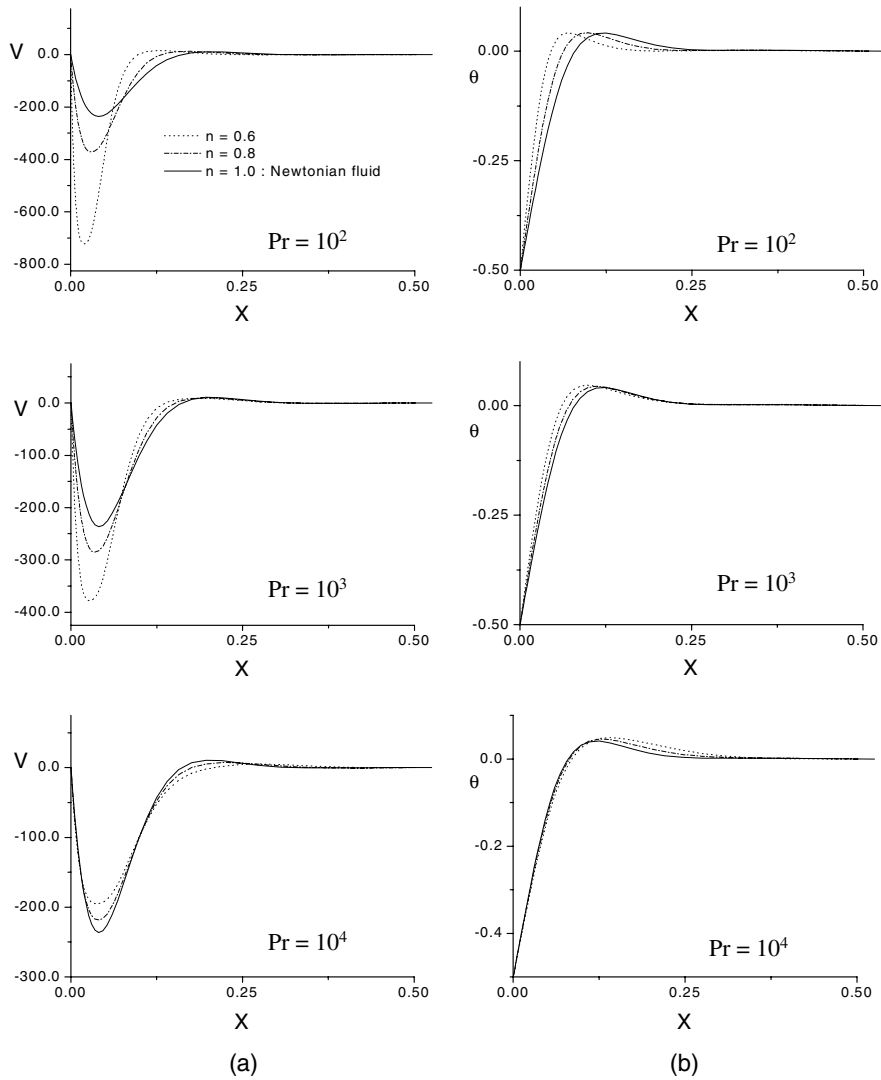 V
0.0
-200.0
-400.0
-600.0
-800.0
n = 0.6
n = 0.8
n = 1.0 : Newtonian fluid
Pr = 10²
0.00 0.25 0.50
X
0.00
θ
-0.25
-0.50
Pr = 10²
0.00 0.25 0.50
X
V
0.0
-100.0
-200.0
-300.0
-400.0
Pr = 10³
0.00 0.25 0.50
X
0.00
θ
-0.25
-0.50
Pr = 10³
0.00 0.25 0.50
X
V
0.0
-100.0
-200.0
-300.0
Pr = 10⁴
0.00 0.25 0.50
X
0.0
θ
-0.2
-0.4
Pr = 10⁴
0.00 0.25 0.50
X
(a) (b)